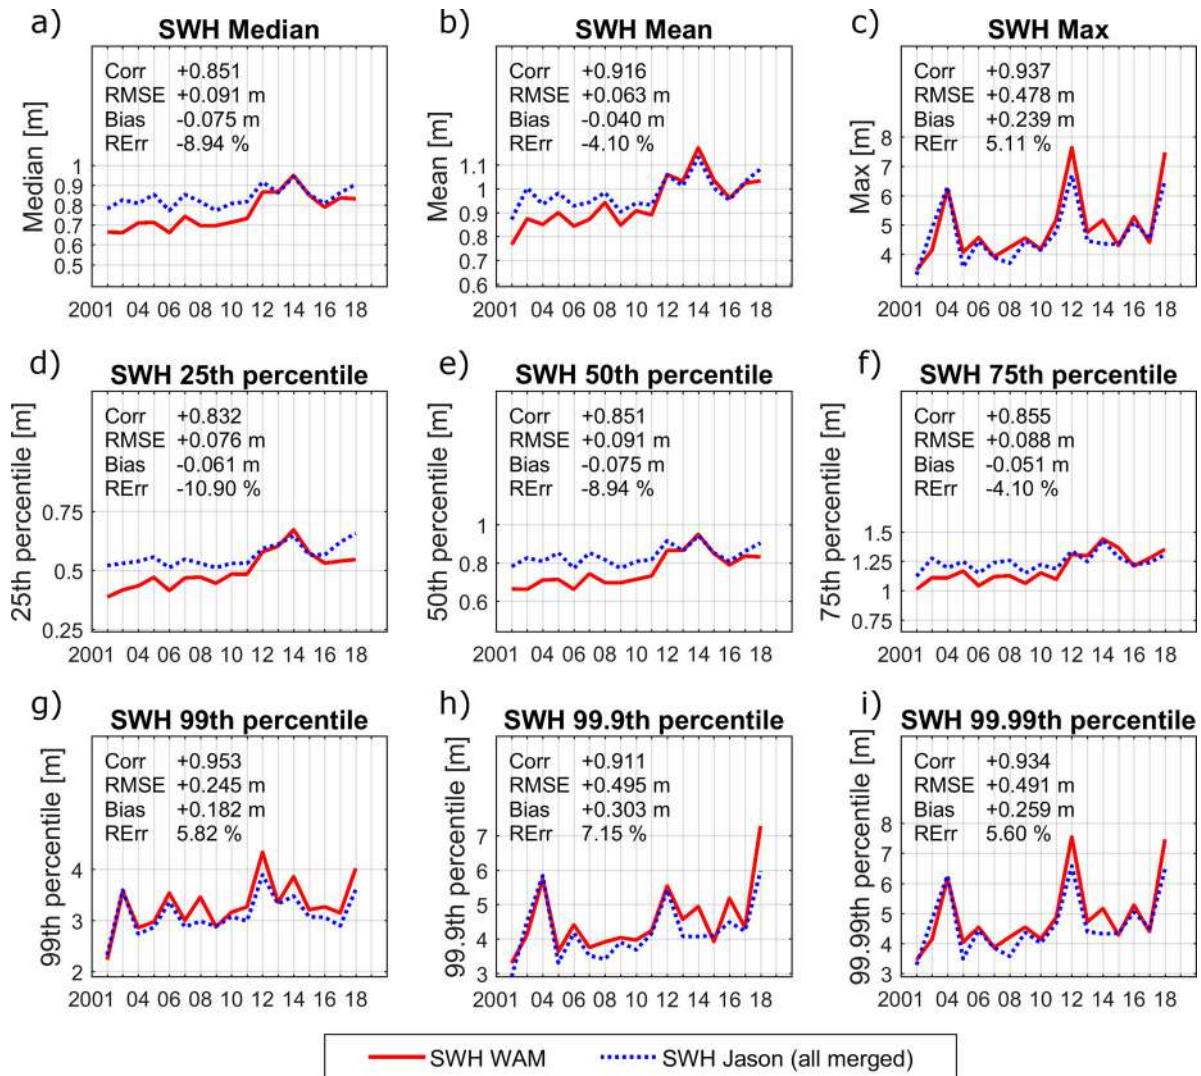 a) SWH Median
Corr +0.851
RMSE +0.091 m
Bias -0.075 m
RErr -8.94 %
Median [m]
1
0.9
0.8
0.7
0.6
0.5
2001 04 06 08 10 12 14 16 18
b) SWH Mean
Corr +0.916
RMSE +0.063 m
Bias -0.040 m
RErr -4.10 %
Mean [m]
1.1
1
0.9
0.8
0.7
0.6
2001 04 06 08 10 12 14 16 18
c) SWH Max
Corr +0.937
RMSE +0.478 m
Bias +0.239 m
RErr 5.11 %
Max [m]
8
7
6
5
4
2001 04 06 08 10 12 14 16 18
d) SWH 25th percentile
Corr +0.832
RMSE +0.076 m
Bias -0.061 m
RErr -10.90 %
25th percentile [m]
0.75
0.5
0.25
2001 04 06 08 10 12 14 16 18
e) SWH 50th percentile
Corr +0.851
RMSE +0.091 m
Bias -0.075 m
RErr -8.94 %
50th percentile [m]
1
0.8
0.6
2001 04 06 08 10 12 14 16 18
f) SWH 75th percentile
Corr +0.855
RMSE +0.088 m
Bias -0.051 m
RErr -4.10 %
75th percentile [m]
1.5
1.25
1
0.75
2001 04 06 08 10 12 14 16 18
g) SWH 99th percentile
Corr +0.953
RMSE +0.245 m
Bias +0.182 m
RErr 5.82 %
99th percentile [m]
4
3
2
2001 04 06 08 10 12 14 16 18
h) SWH 99.9th percentile
Corr +0.911
RMSE +0.495 m
Bias +0.303 m
RErr 7.15 %
99.9th percentile [m]
7
6
5
4
3
2001 04 06 08 10 12 14 16 18
i) SWH 99.99th percentile
Corr +0.934
RMSE +0.491 m
Bias +0.259 m
RErr 5.60 %
99.99th percentile [m]
8
7
6
5
4
3
2001 04 06 08 10 12 14 16 18
SWH WAM SWH Jason (all merged)